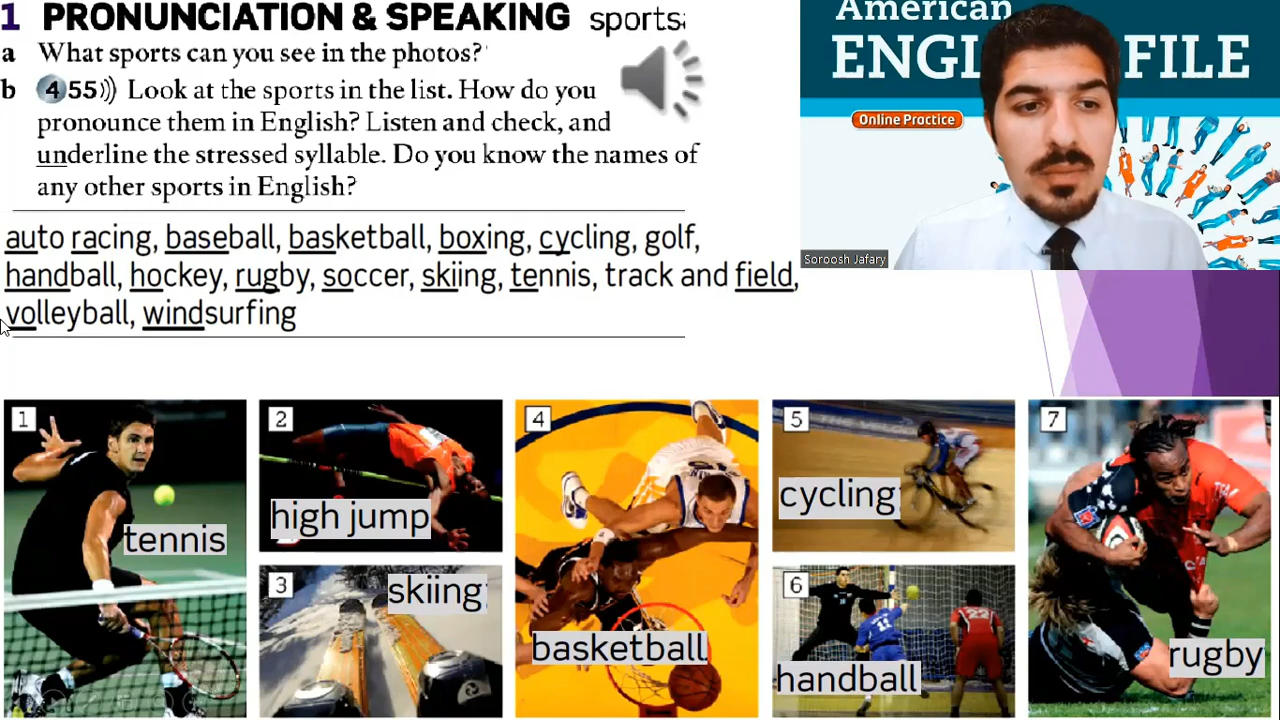 1 PRONUNCIATION & SPEAKING sports
a What sports can you see in the photos?
b 4 55))) Look at the sports in the list. How do you
pronounce them in English? Listen and check, and
underline the stressed syllable. Do you know the names of
any other sports in English?
auto racing, baseball, basketball, boxing, cycling, golf,
handball, hockey, rugby, soccer, skiing, tennis, track and field,
volleyball, windsurfing
American
ENGL FILE
Online Practice
Soroosh Jafary
1
tennis
2
high jump
3
skiing
4
basketball
5
cycling
6
handball
11
22
7
rugby